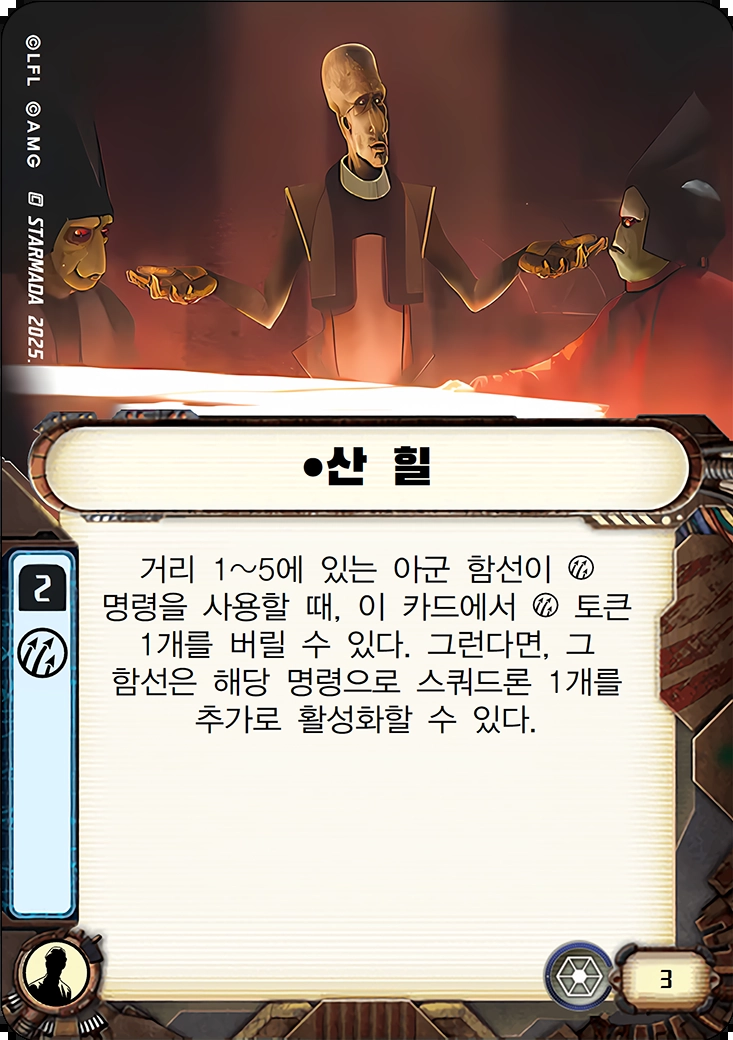 ©LFL ©AMG STARMADA 2025.
•산 힐
2
거리 1~5에 있는 아군 함선이
명령을 사용할 때, 이 카드에서 토큰
1개를 버릴 수 있다. 그런다면, 그
함선은 해당 명령으로 스쿼드론 1개를
추가로 활성화할 수 있다.
3